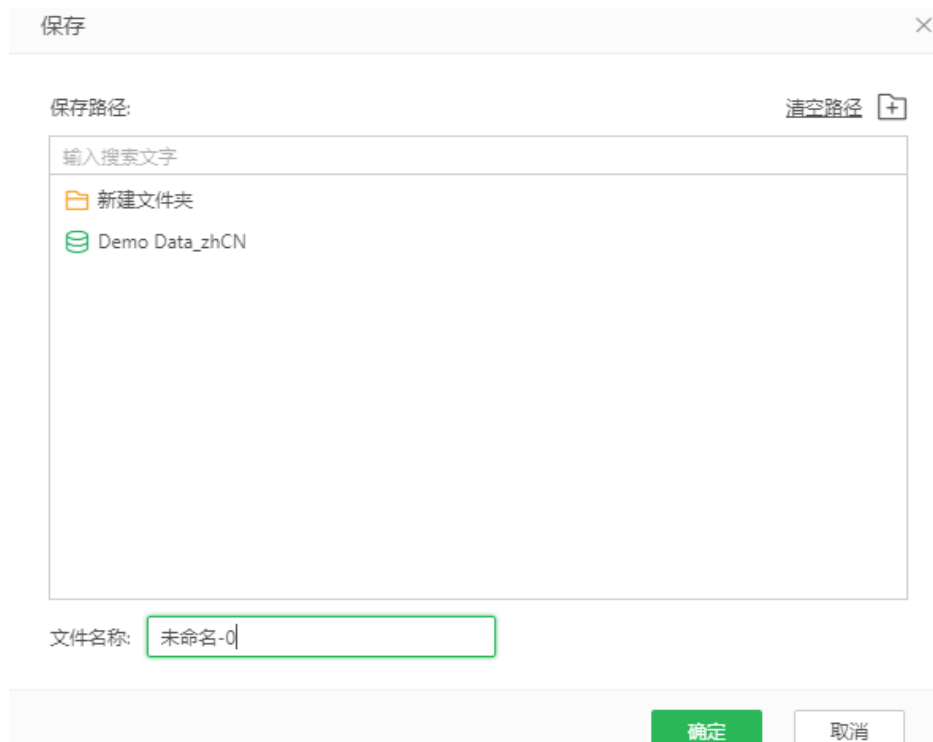 保存
保存路径: 清空路径
输入搜索文字
新建文件夹
Demo Data_zhCN
文件名称: 未命名-0
确定 取消